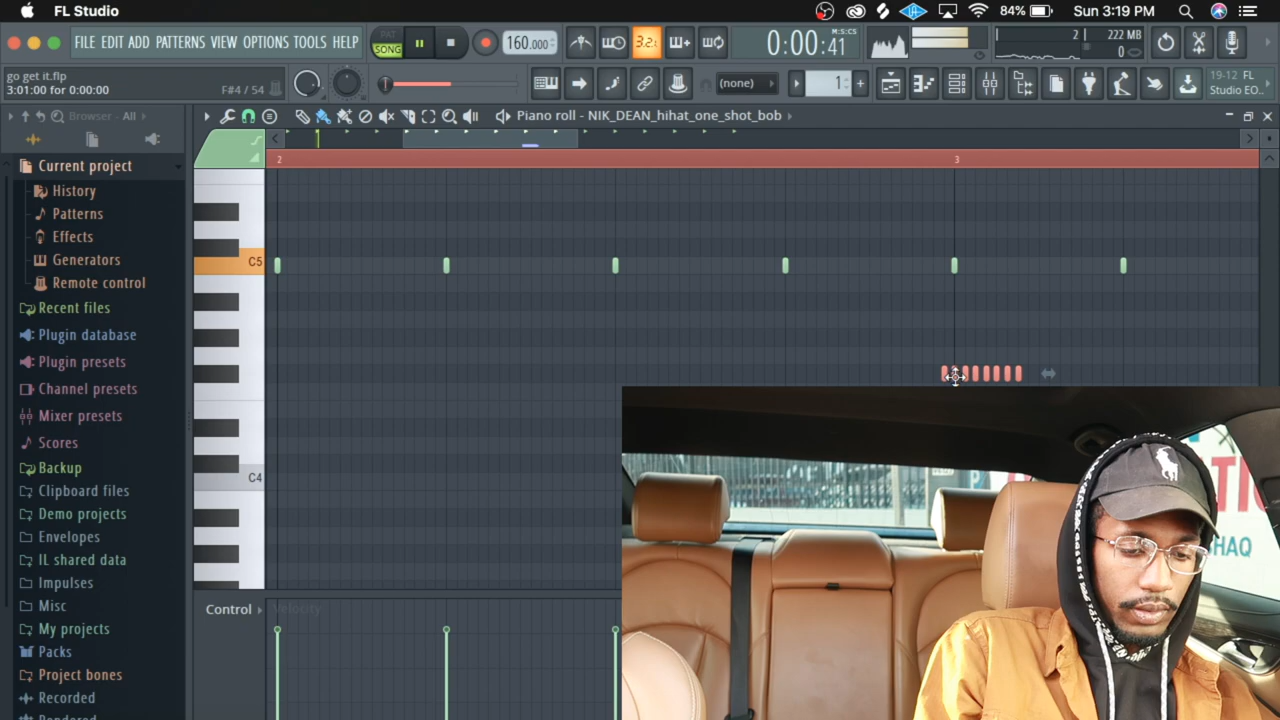 FL Studio
84%
Sun 3:19 PM
FILE EDIT ADD PATTERNS VIEW OPTIONS TOOLS HELP
PAT
SONG
160.000
3.2.
0:00:41
M:S:CS
2
222 MB
0
go get it.flp
3:01:00 for 0:00:00
F#4 / 54
(none)
1
19-12 FL
Studio EO..
Browser - All
Piano roll - NIK_DEAN_hihat_one_shot_bob
2
3
Current project
History
Patterns
Effects
Generators
Remote control
Recent files
Plugin database
Plugin presets
Channel presets
Mixer presets
Scores
Backup
Clipboard files
Demo projects
Envelopes
IL shared data
Impulses
Misc
My projects
Packs
Project bones
Recorded
Rendered
C5
C4
Control
Velocity
SHAQ